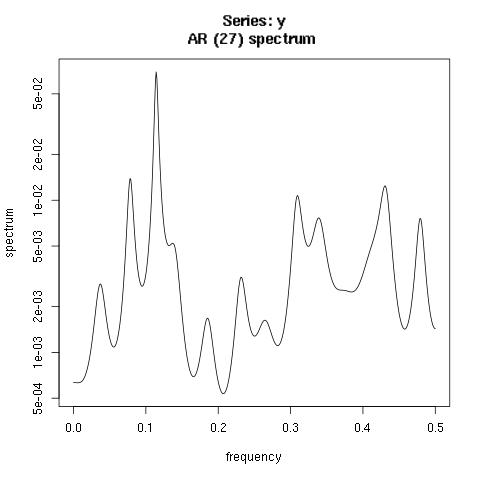 Series: y
AR (27) spectrum
5e-02
2e-02
1e-02
5e-03
2e-03
1e-03
5e-04
spectrum
0.0 0.1 0.2 0.3 0.4 0.5
frequency